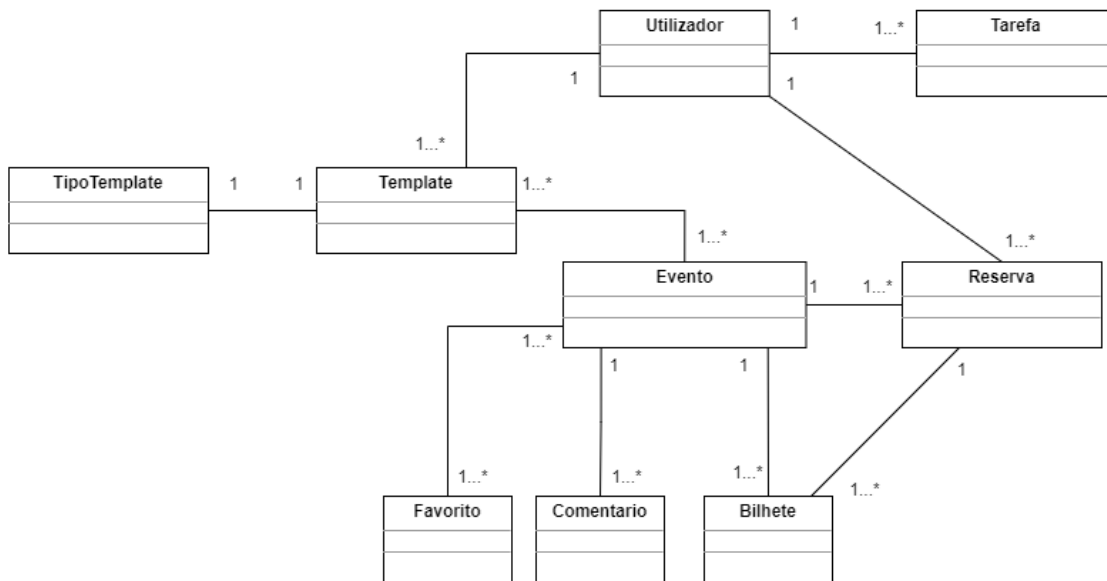 Utilizador
1
1...*
Tarefa
1
1
1...*
TipoTemplate
1
1
Template
1...*
1...*
1...*
Evento
1
1...*
Reserva
1...*
1
1
1
1...*
1...*
1...*
1...*
Favorito
Comentario
Bilhete